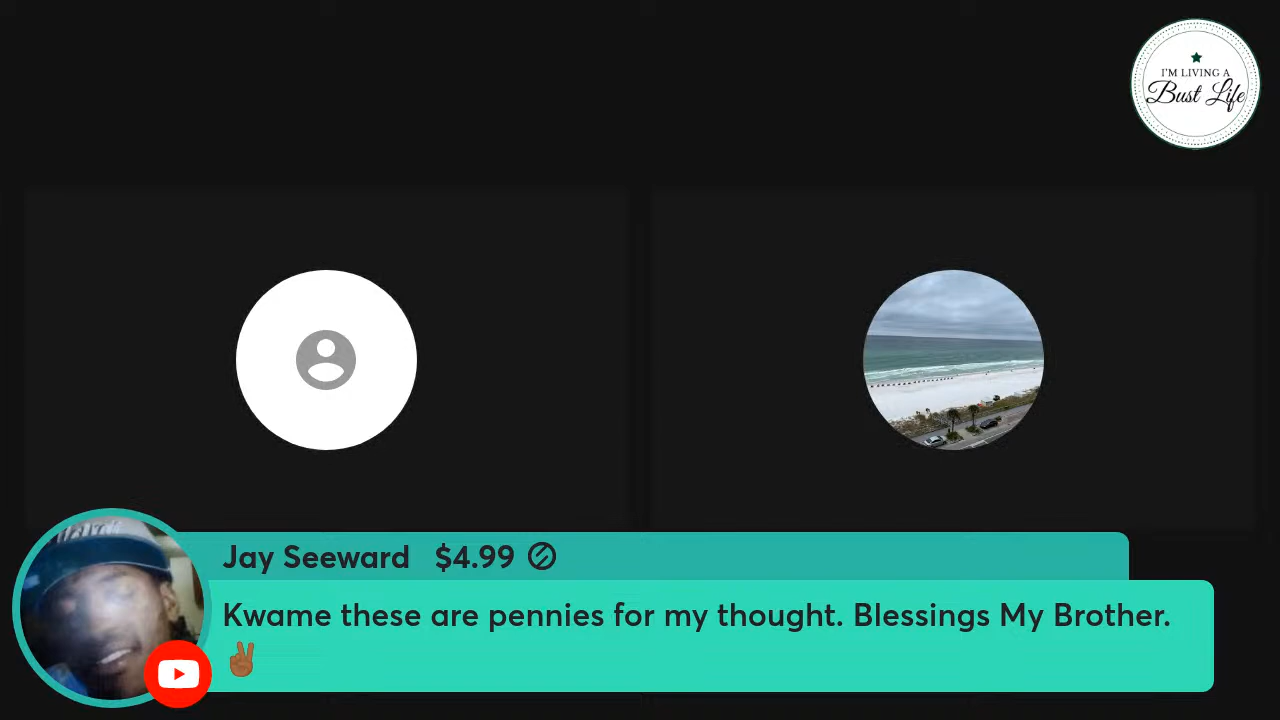 I'M LIVING A
Bust Life
Jay Seeward $4.99
Kwame these are pennies for my thought. Blessings My Brother.
✌🏾